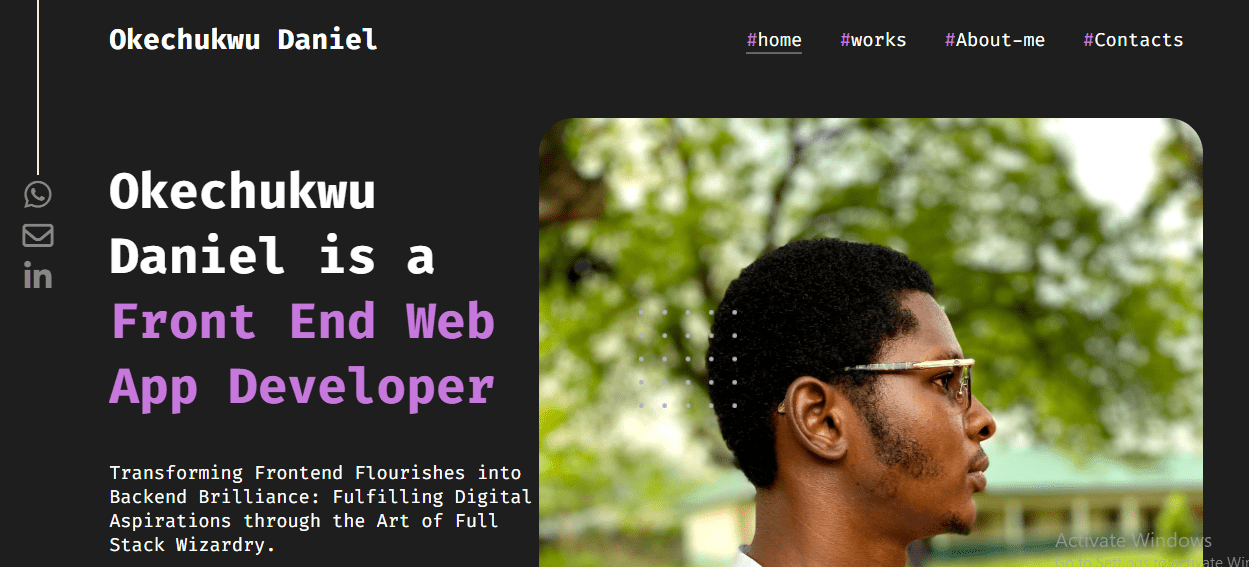 Okechukwu Daniel
#home #works #About-me #Contacts
Okechukwu
Daniel is a
Front End Web
App Developer
in
Transforming Frontend Flourishes into
Backend Brilliance: Fulfilling Digital
Aspirations through the Art of Full
Stack Wizardry.
Activate Windows